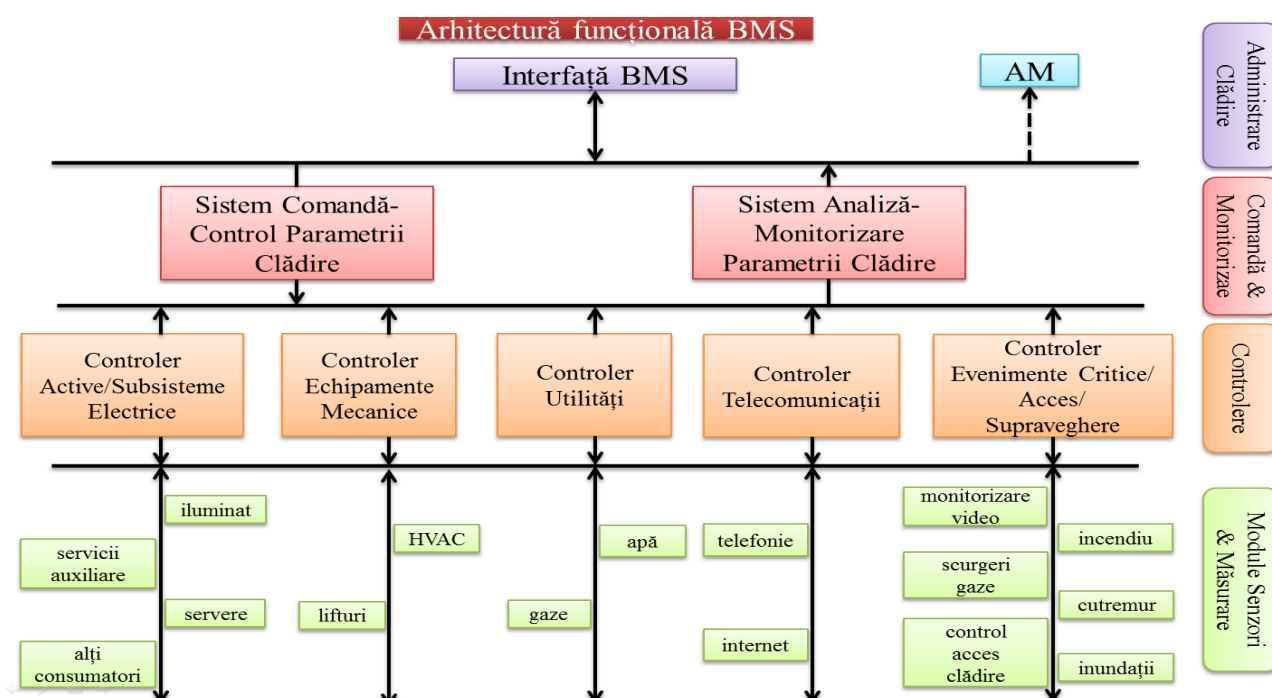 Arhitectură funcțională BMS
Interfață BMS
AM
Administrare
Clădire
Sistem Comandă-
Control Parametrii
Clădire
Sistem Analiză-
Monitorizare
Parametrii Clădire
Comandă &
Monitorizae
Controler
Active/Subsisteme
Electrice
Controler
Echipamente
Mecanice
Controler
Utilități
Controler
Telecomunicații
Controler
Evenimente Critice/
Acces/
Supraveghere
Controlere
iluminat
servicii
auxiliare
servere
alți
consumatori
HVAC
lifturi
apă
gaze
telefonie
internet
monitorizare
video
incendiu
scurgeri
gaze
cutremur
control
acces
clădire
inundații
Module Senzori
& Măsurare